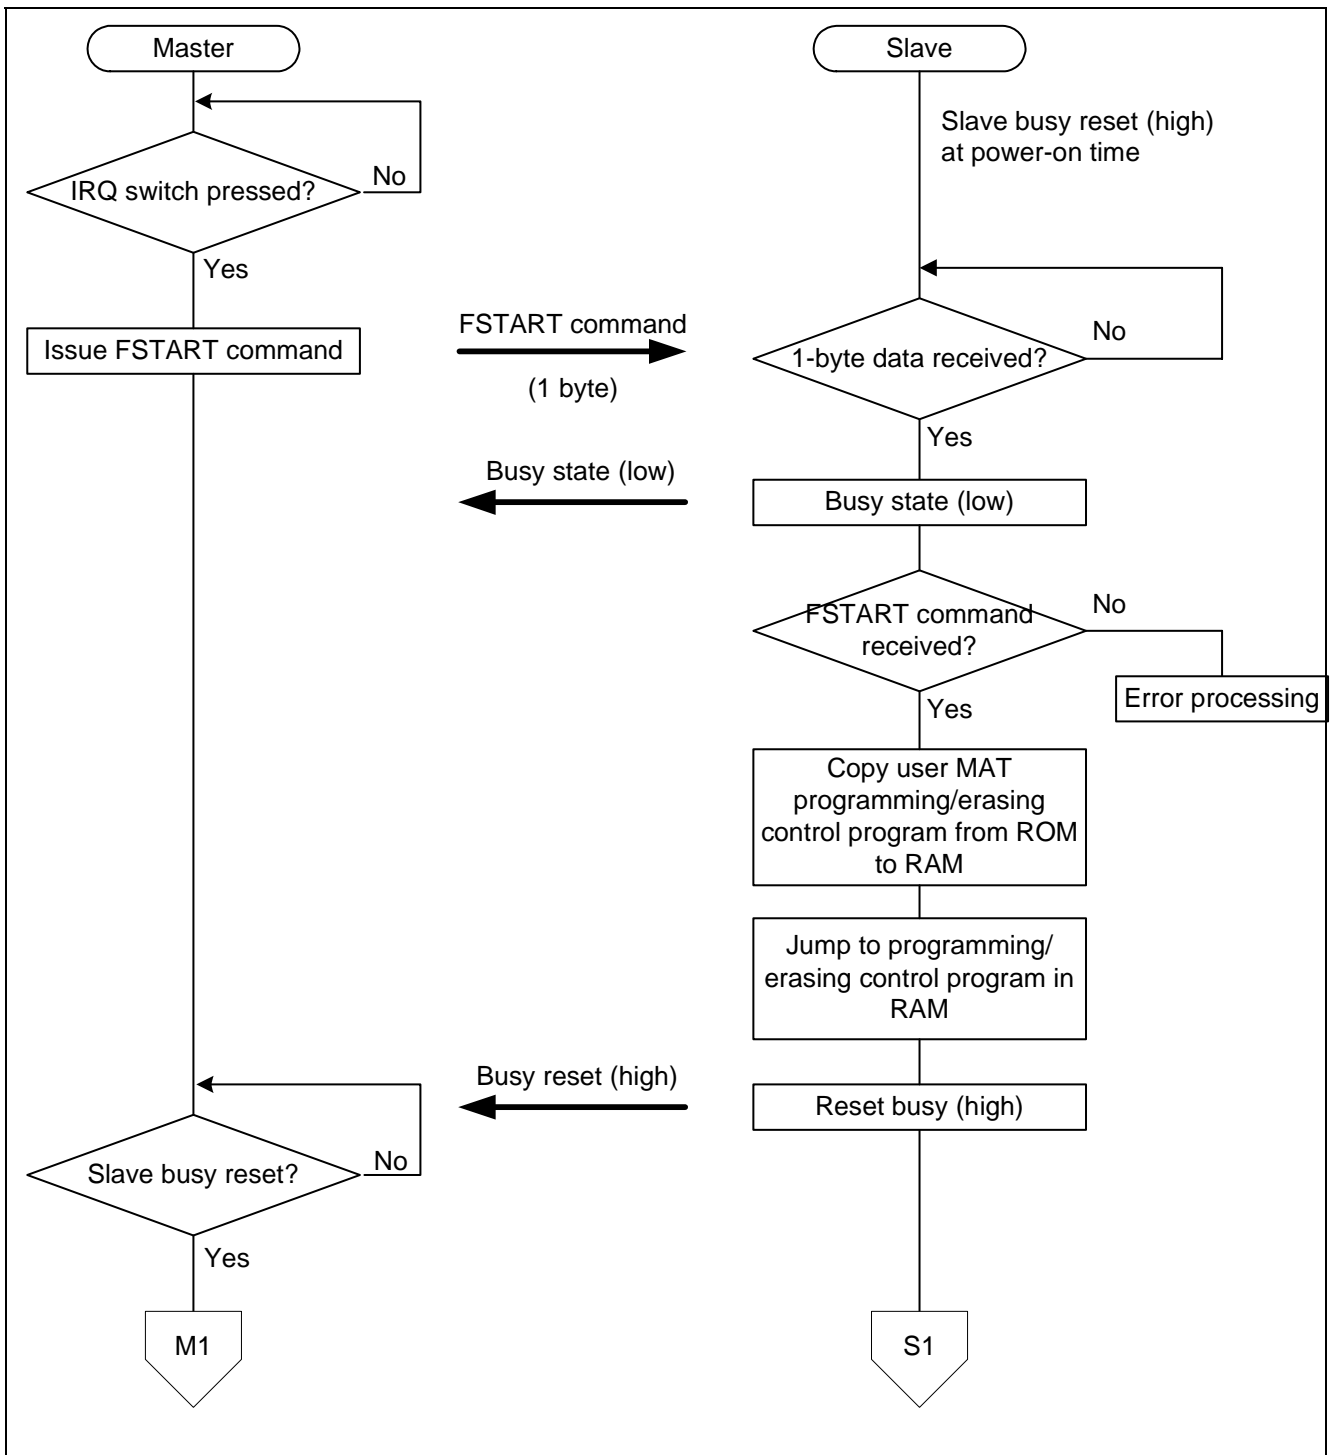 Master
Slave
Slave busy reset (high)
at power-on time
IRQ switch pressed?
No
Yes
FSTART command
(1 byte)
Issue FSTART command
1-byte data received?
No
Yes
Busy state (low)
Busy state (low)
FSTART command
received?
No
Error processing
Yes
Copy user MAT
programming/erasing
control program from ROM
to RAM
Jump to programming/
erasing control program in
RAM
Busy reset (high)
Reset busy (high)
Slave busy reset?
No
Yes
M1
S1